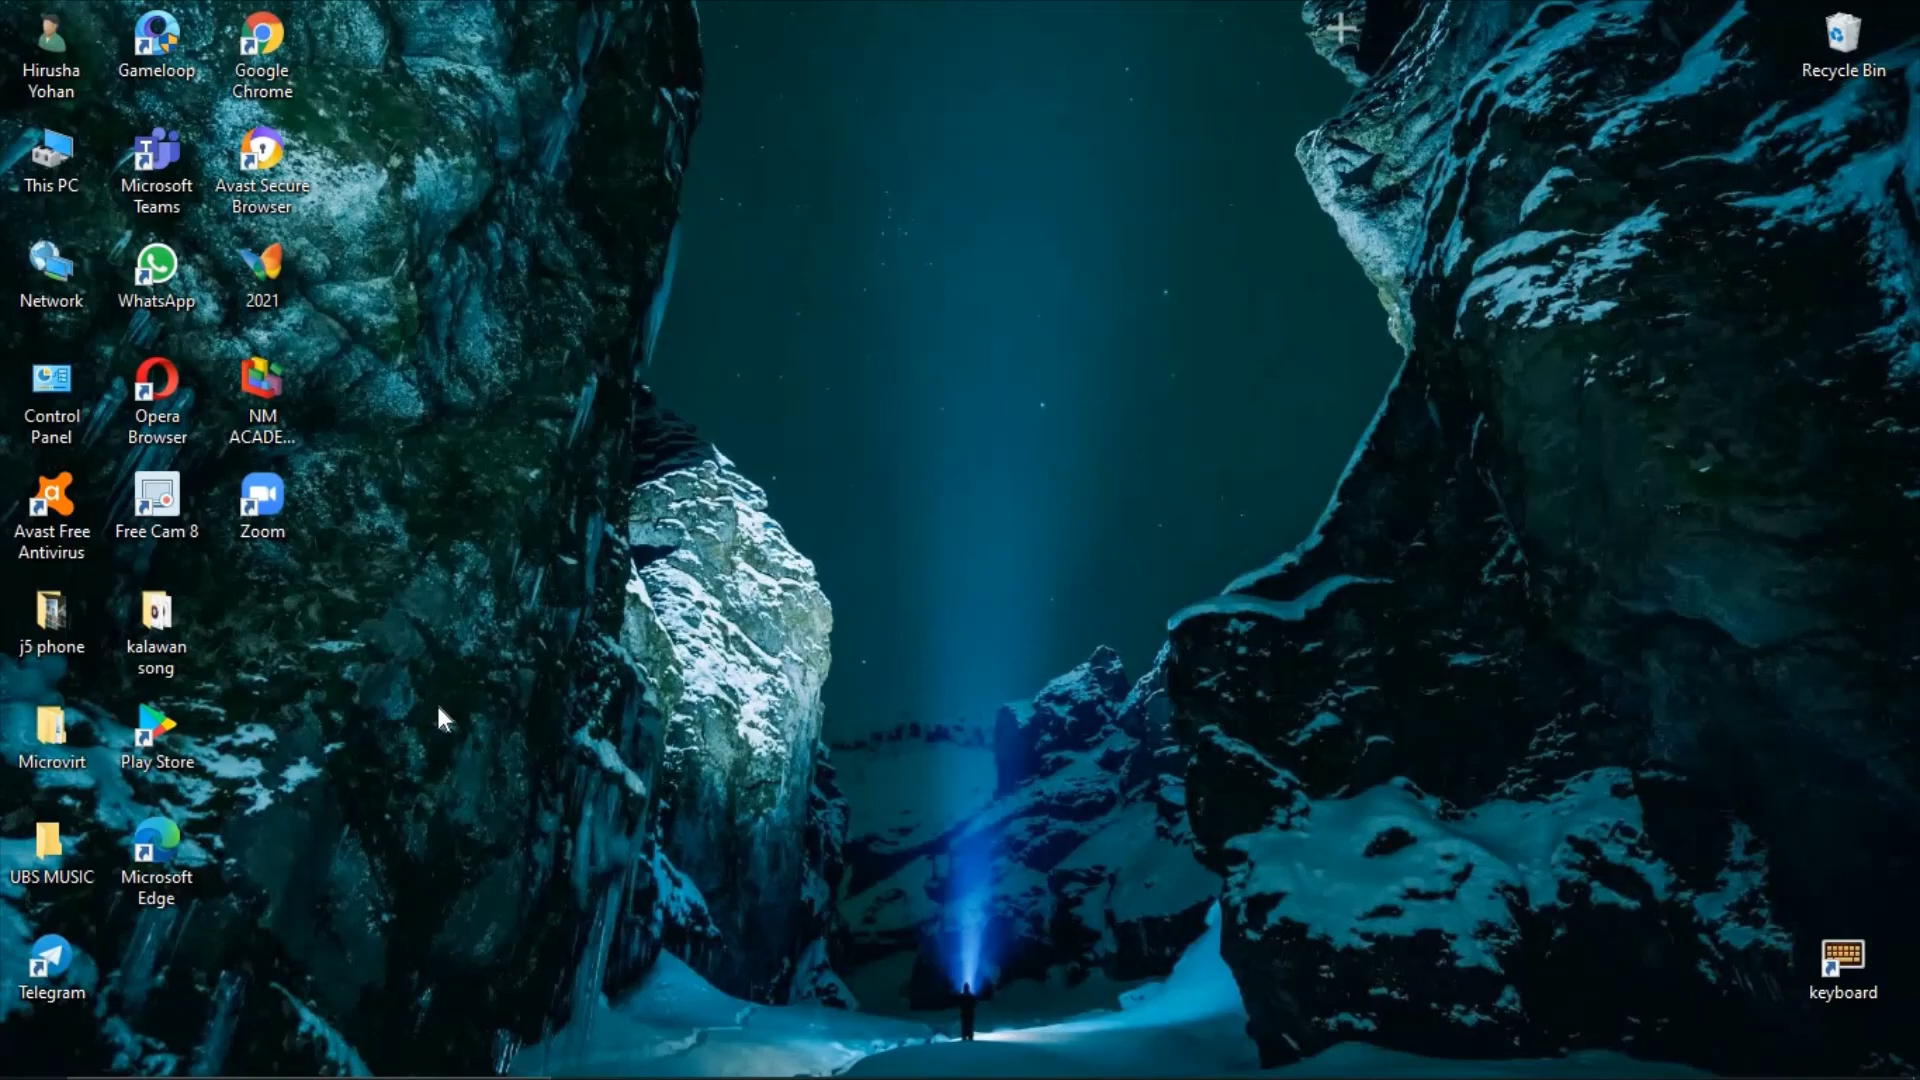 Hirusha
Yohan
Gameloop
Google
Chrome
Recycle Bin
This PC
Microsoft
Teams
Avast Secure
Browser
Network
WhatsApp
2021
Control
Panel
Opera
Browser
NM
ACADE...
Avast Free
Antivirus
Free Cam 8
Zoom
j5 phone
kalawan
song
Microvirt
Play Store
UBS MUSIC
Microsoft
Edge
Telegram
keyboard